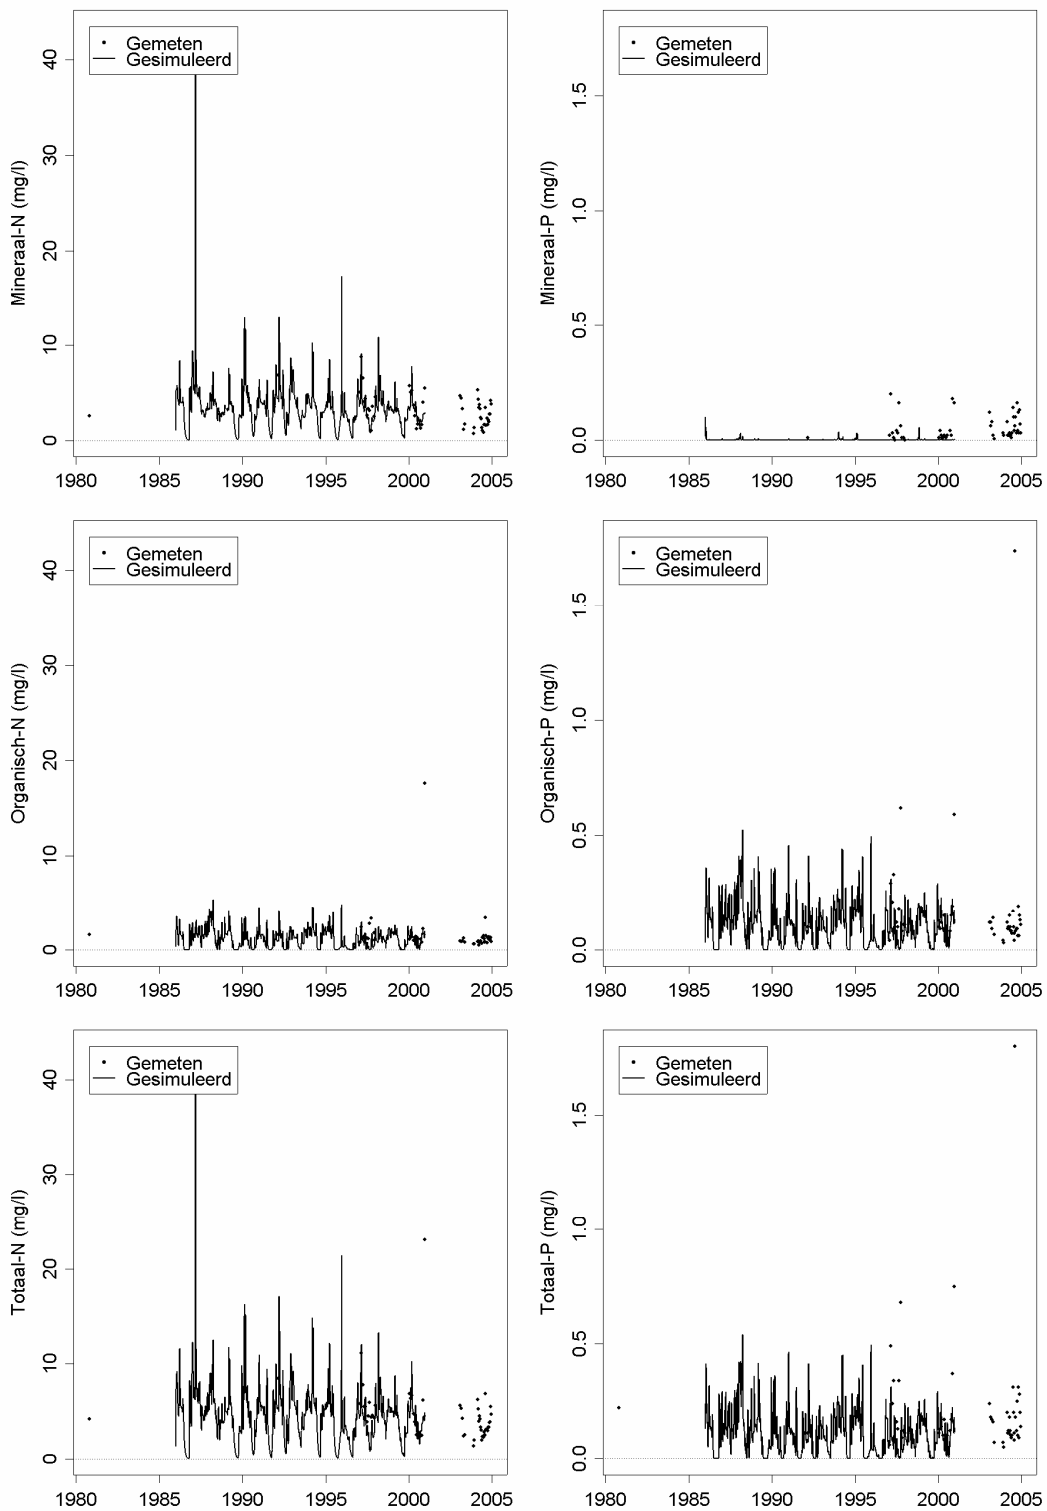 Mineraal-N (mg/l)
40
30
20
10
0
Gemeten
Gesimuleerd
1980 1985 1990 1995 2000 2005
Mineraal-P (mg/l)
1.5
1.0
0.5
0.0
Gemeten
Gesimuleerd
1980 1985 1990 1995 2000 2005
Organisch-N (mg/l)
40
30
20
10
0
Gemeten
Gesimuleerd
1980 1985 1990 1995 2000 2005
Organisch-P (mg/l)
1.5
1.0
0.5
0.0
Gemeten
Gesimuleerd
1980 1985 1990 1995 2000 2005
Totaal-N (mg/l)
40
30
20
10
0
Gemeten
Gesimuleerd
1980 1985 1990 1995 2000 2005
Totaal-P (mg/l)
1.5
1.0
0.5
0.0
Gemeten
Gesimuleerd
1980 1985 1990 1995 2000 2005